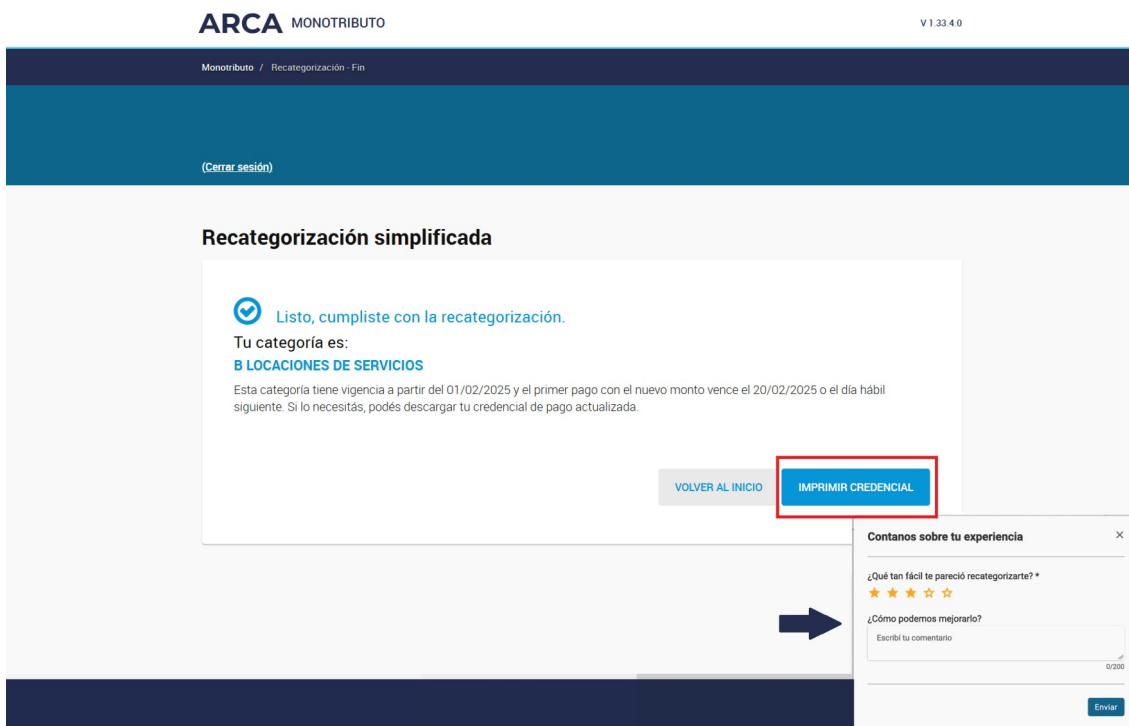 ARCA MONOTRIBUTO
V 1.33.4.0
Monotributo / Recategorización - Fin
(Cerrar sesión)
Recategorización simplificada
Listo, cumpliste con la recategorización.
Tu categoría es:
B LOCACIONES DE SERVICIOS
Esta categoría tiene vigencia a partir del 01/02/2025 y el primer pago con el nuevo monto vence el 20/02/2025 o el día hábil
siguiente. Si lo necesitás, podés descargar tu credencial de pago actualizada.
VOLVER AL INICIO
IMPRIMIR CREDENCIAL
Contanos sobre tu experiencia
¿Qué tan fácil te pareció recategorizarte? *
¿Cómo podemos mejorarlo?
Escribí tu comentario
0/200
Enviar